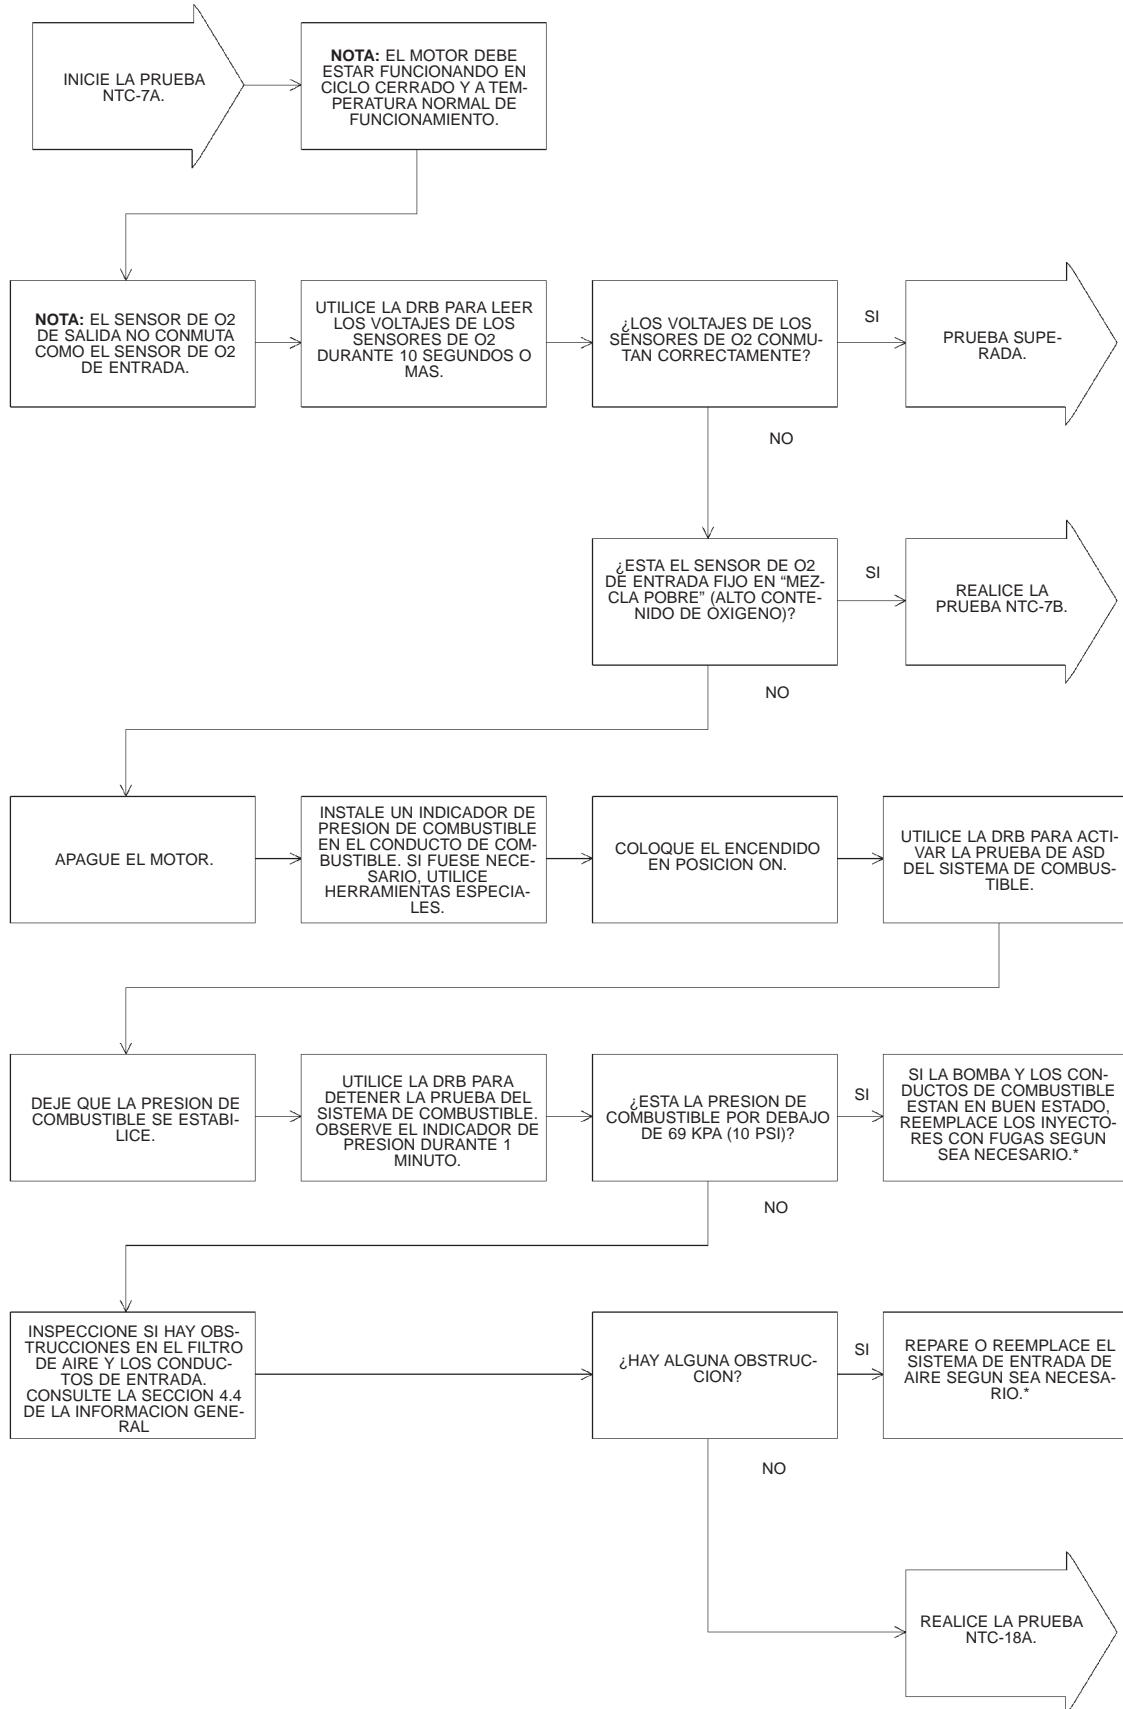 INICIE LA PRUEBA
NTC-7A.
NOTA: EL MOTOR DEBE
ESTAR FUNCIONANDO EN
CICLO CERRADO Y A TEM-
PERATURA NORMAL DE
FUNCIONAMIENTO.
NOTA: EL SENSOR DE O2
DE SALIDA NO CONMUTA
COMO EL SENSOR DE O2
DE ENTRADA.
UTILICE LA DRB PARA LEER
LOS VOLTAJES DE LOS
SENSORES DE O2
DURANTE 10 SEGUNDOS O
MAS.
¿LOS VOLTAJES DE LOS
SENSORES DE O2 CONMU-
TAN CORRECTAMENTE?
SI
PRUEBA SUPE-
RADA.
NO
¿ESTA EL SENSOR DE O2
DE ENTRADA FIJO EN “MEZ-
CLA POBRE” (ALTO CONTE-
NIDO DE OXIGENO)?
SI
REALICE LA
PRUEBA NTC-7B.
NO
APAGUE EL MOTOR.
INSTALE UN INDICADOR DE
PRESION DE COMBUSTIBLE
EN EL CONDUCTO DE COM-
BUSTIBLE. SI FUESE NECE-
SARIO, UTILICE
HERRAMIENTAS ESPECIA-
LES.
COLOQUE EL ENCENDIDO
EN POSICION ON.
UTILICE LA DRB PARA ACTI-
VAR LA PRUEBA DE ASD
DEL SISTEMA DE COMBUS-
TIBLE.
DEJE QUE LA PRESION DE
COMBUSTIBLE SE ESTABI-
LICE.
UTILICE LA DRB PARA
DETENER LA PRUEBA DEL
SISTEMA DE COMBUSTIBLE.
OBSERVE EL INDICADOR DE
PRESION DURANTE 1
MINUTO.
¿ESTA LA PRESION DE
COMBUSTIBLE POR DEBAJO
DE 69 KPA (10 PSI)?
SI
SI LA BOMBA Y LOS CON-
DUCTOS DE COMBUSTIBLE
ESTAN EN BUEN ESTADO,
REEMPLACE LOS INYECTO-
RES CON FUGAS SEGUN
SEA NECESARIO.*
NO
INSPECCIONE SI HAY OBS-
TRUCCIONES EN EL FILTRO
DE AIRE Y LOS CONDUC-
TOS DE ENTRADA.
CONSULTE LA SECCION 4.4
DE LA INFORMACION GENE-
RAL
¿HAY ALGUNA OBSTRUC-
CION?
SI
REPARE O REEMPLACE EL
SISTEMA DE ENTRADA DE
AIRE SEGUN SEA NECESA-
RIO.*
NO
REALICE LA PRUEBA
NTC-18A.